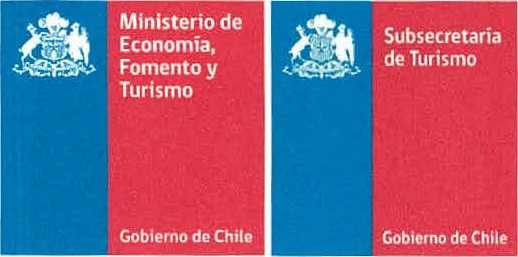 Ministerio de
Economía,
Fomento y
Turismo
Gobierno de Chile
Subsecretaría
de Turismo
Gobierno de Chile